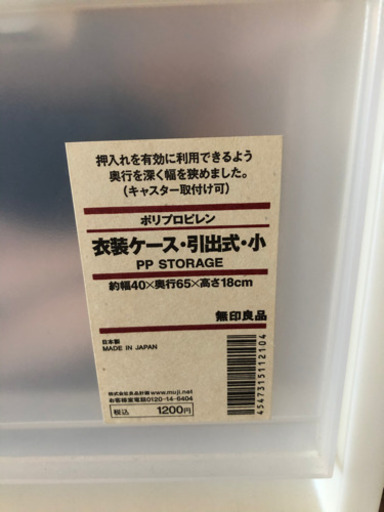 押入れを有効に利用できるよう
奥行を深く幅を狭めました。
(キャスター取付け可)
ポリプロピレン
衣装ケース・引出式・小
PP STORAGE
約幅40×奥行65×高さ18cm
無印良品
日本製
MADE IN JAPAN
株式会社良品計画www.muji.net
お客様室電話0120-14-6404
税込 1200円
4547315112104